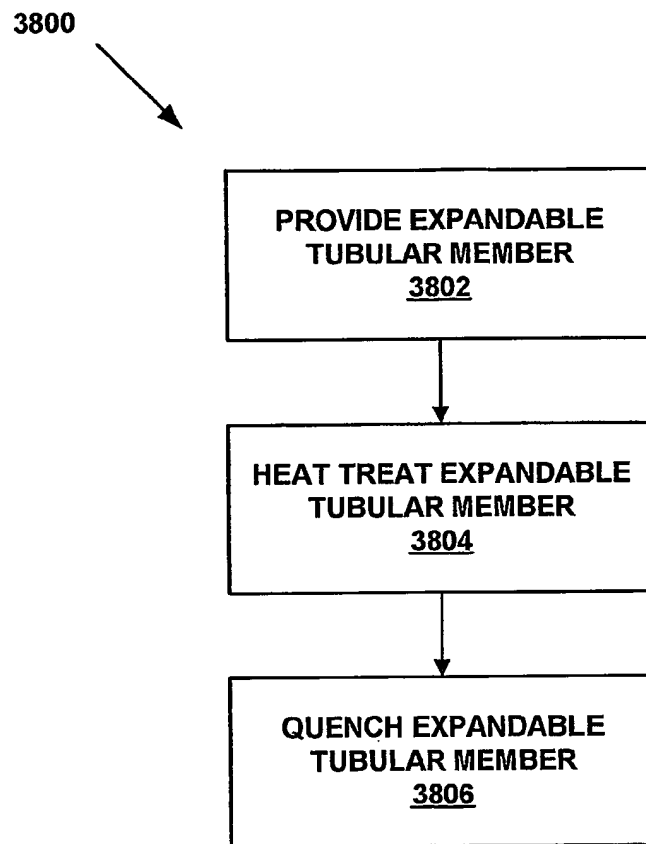 3800
PROVIDE EXPANDABLE
TUBULAR MEMBER
3802
HEAT TREAT EXPANDABLE
TUBULAR MEMBER
3804
QUENCH EXPANDABLE
TUBULAR MEMBER
3806